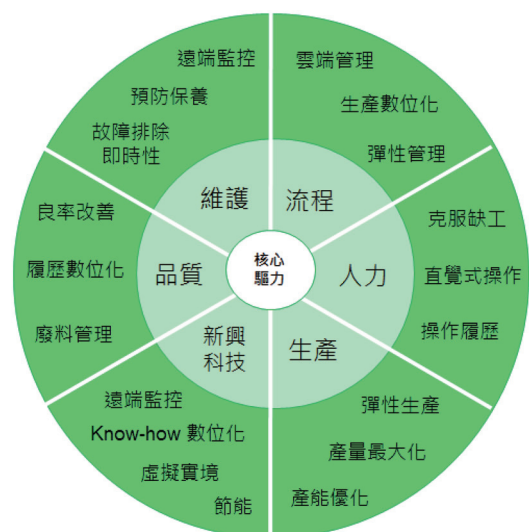 核心
驅力
流程
雲端管理
生產數位化
彈性管理
人力
克服缺工
直覺式操作
操作履歷
生產
彈性生產
產量最大化
產能優化
新興
科技
遠端監控
Know-how 數位化
虛擬實境
節能
品質
良率改善
履歷數位化
廢料管理
維護
遠端監控
預防保養
故障排除
即時性